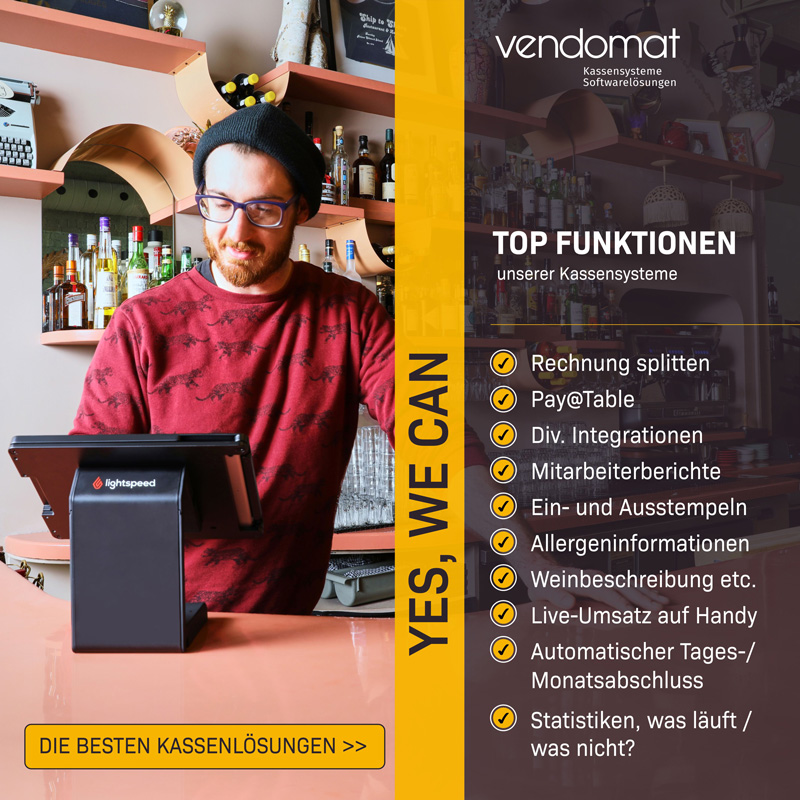 vendomat
Kassensysteme
Softwarelösungen
TOP FUNKTIONEN
unserer Kassensysteme
YES, WE CAN
Rechnung splitten
Pay@Table
Div. Integrationen
Mitarbeiterberichte
Ein- und Ausstempeln
Allergeninformationen
Weinbeschreibung etc.
Live-Umsatz auf Handy
Automatischer Tages-/
Monatsabschluss
Statistiken, was läuft /
was nicht?
lightspeed
DIE BESTEN KASSENLÖSUNGEN >>